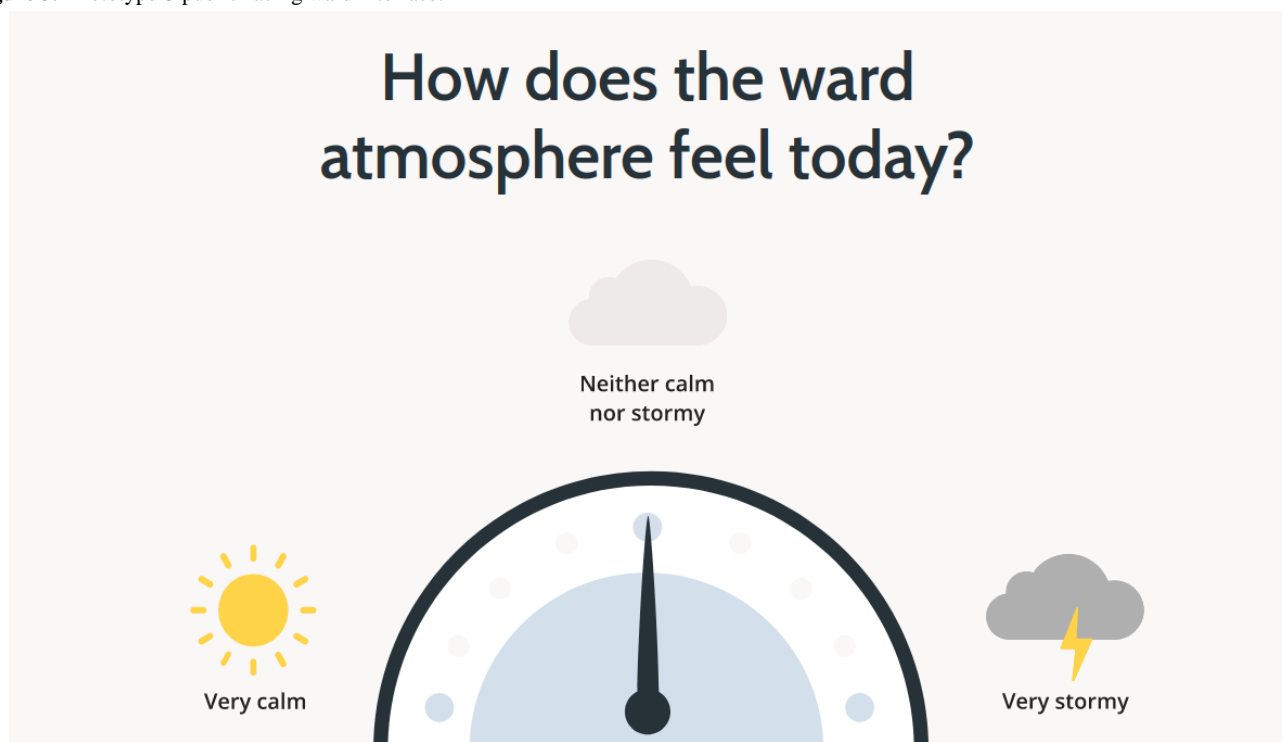 How does the ward
atmosphere feel today?
Neither calm
nor stormy
Very calm
Very stormy